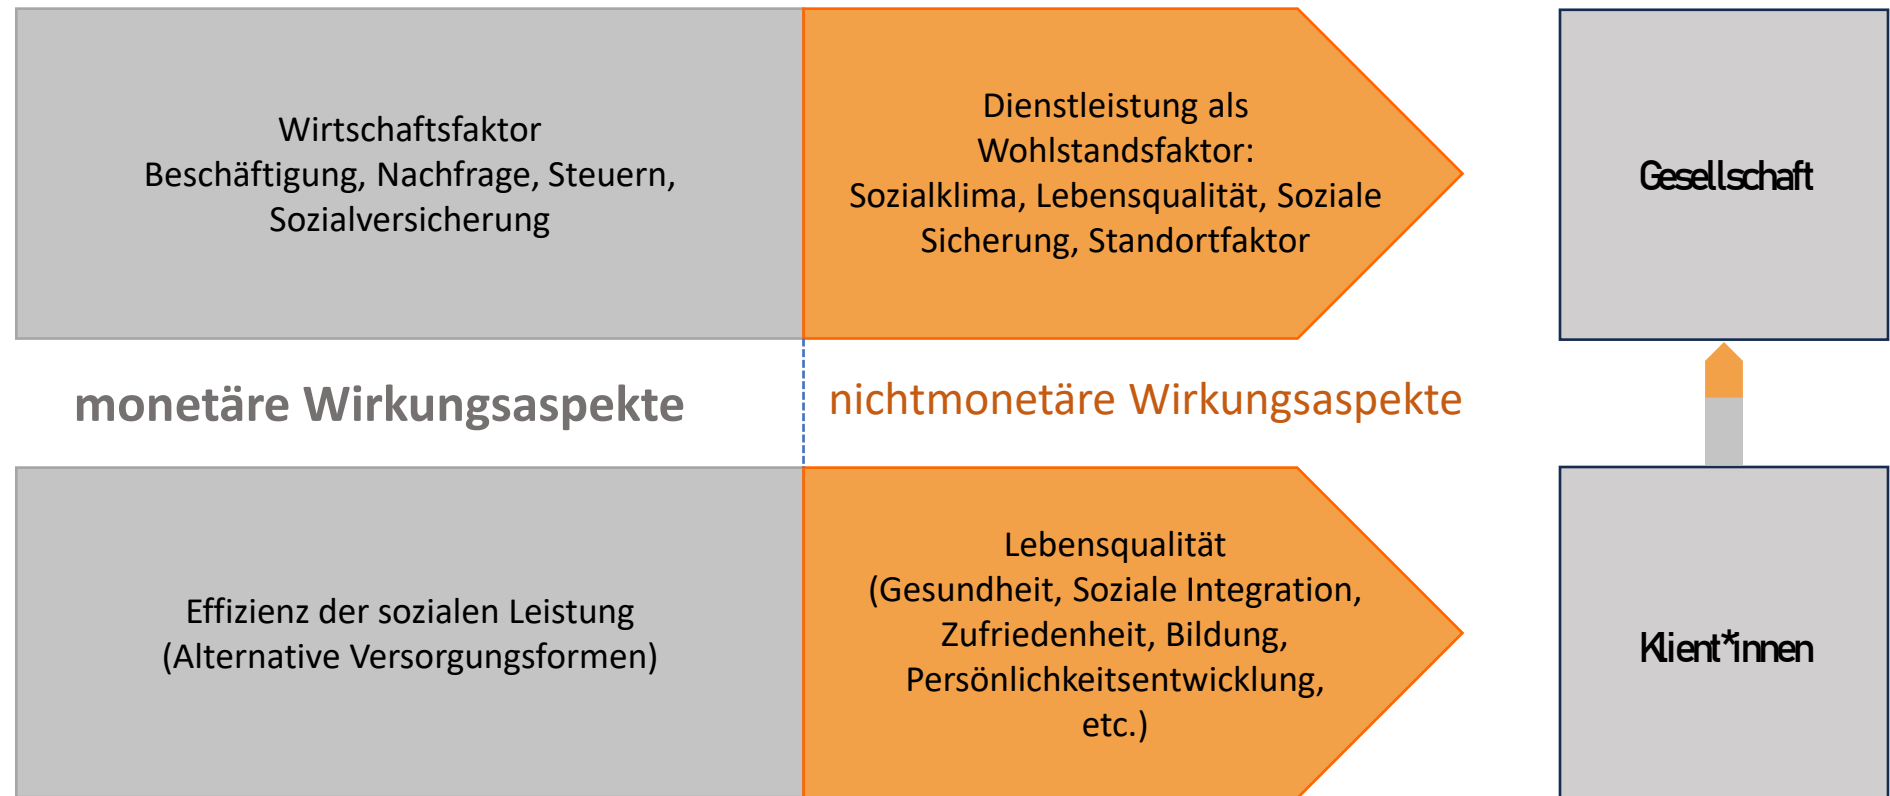 Wirtschaftsfaktor
Beschäftigung, Nachfrage, Steuern,
Sozialversicherung
Dienstleistung als
Wohlstandsfaktor:
Sozialklima, Lebensqualität, Soziale
Sicherung, Standortfaktor
Gesellschaft
monetäre Wirkungsaspekte
nichtmonetäre Wirkungsaspekte
Effizienz der sozialen Leistung
(Alternative Versorgungsformen)
Lebensqualität
(Gesundheit, Soziale Integration,
Zufriedenheit, Bildung,
Persönlichkeitsentwicklung,
etc.)
Klient*innen